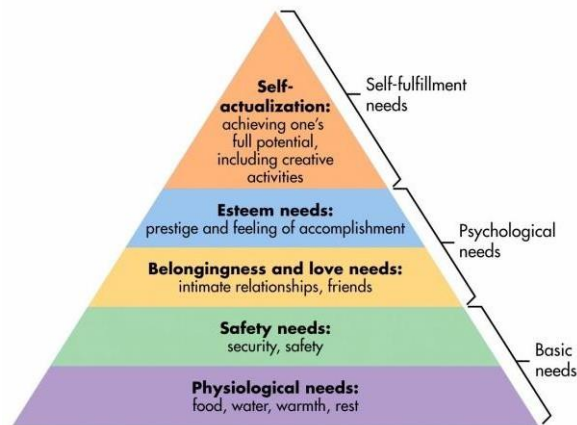 Self-
actualization:
achieving one's
full potential,
including creative
activities
Self-fulfillment
needs
Esteem needs:
prestige and feeling of accomplishment
Psychological
needs
Belongingness and love needs:
intimate relationships, friends
Safety needs:
security, safety
Basic
needs
Physiological needs:
food, water, warmth, rest